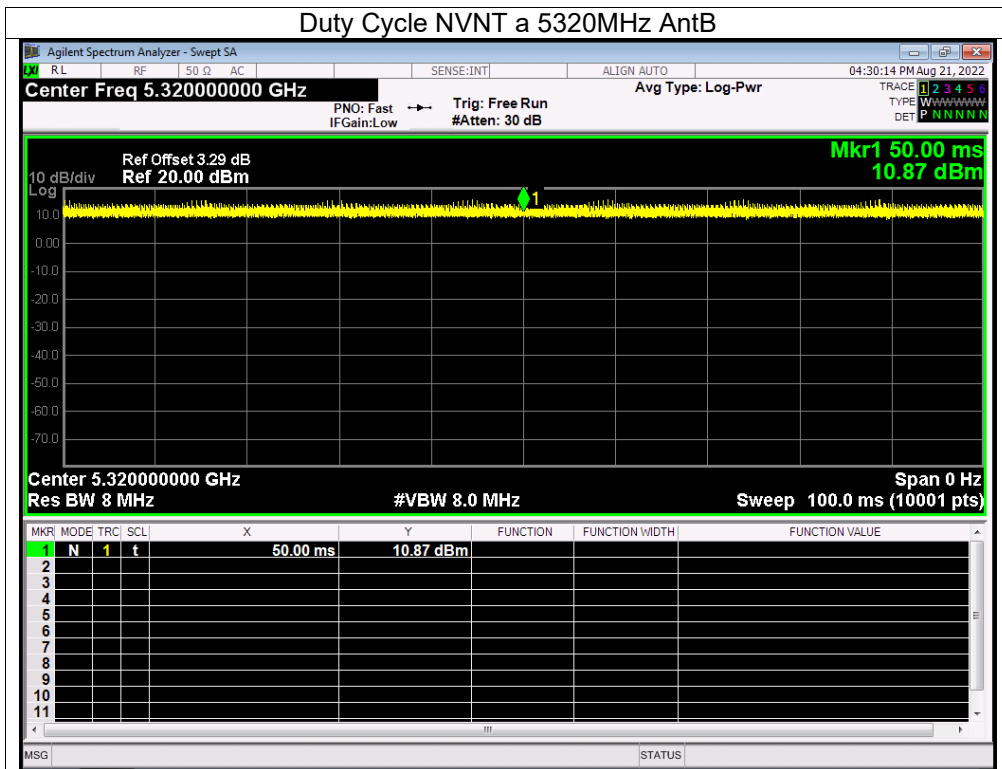 Duty Cycle NVNT a 5320MHz AntB
Agilent Spectrum Analyzer - Swept SA
LXI RL RF 50 Ω AC SENSE:INT ALIGN AUTO 04:30:14 PM Aug 21, 2022
Center Freq 5.320000000 GHz Avg Type: Log-Pwr TRACE 1 2 3 4 5 6
PNO: Fast Trig: Free Run TYPE WWWWWW
IFGain:Low #Atten: 30 dB DET P N N N N N
Mkr1 50.00 ms
Ref Offset 3.29 dB
10 dB/div Ref 20.00 dBm 10.87 dBm
Log
1
10.0
0.00
-10.0
-20.0
-30.0
-40.0
-50.0
-60.0
-70.0
Center 5.320000000 GHz Span 0 Hz
Res BW 8 MHz #VBW 8.0 MHz Sweep 100.0 ms (10001 pts)
MKR MODE TRC SCL X Y FUNCTION FUNCTION WIDTH FUNCTION VALUE
1 N 1 t 50.00 ms 10.87 dBm
2
3
4
5
6
7
8
9
10
11
MSG STATUS